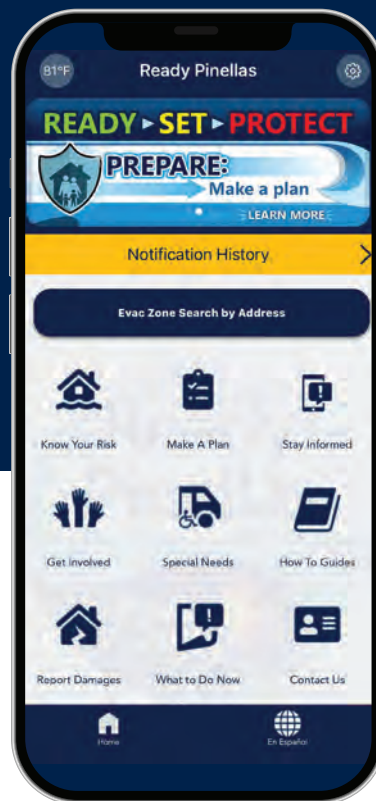 81°F
Ready Pinellas
READY ▸ SET ▸ PROTECT
PREPARE:
Make a plan
LEARN MORE
Notification History
Evac Zone Search by Address
Know Your Risk
Make A Plan
Stay Informed
Get Involved
Special Needs
How To Guides
Report Damages
What to Do Now
Contact Us
Home
En Español